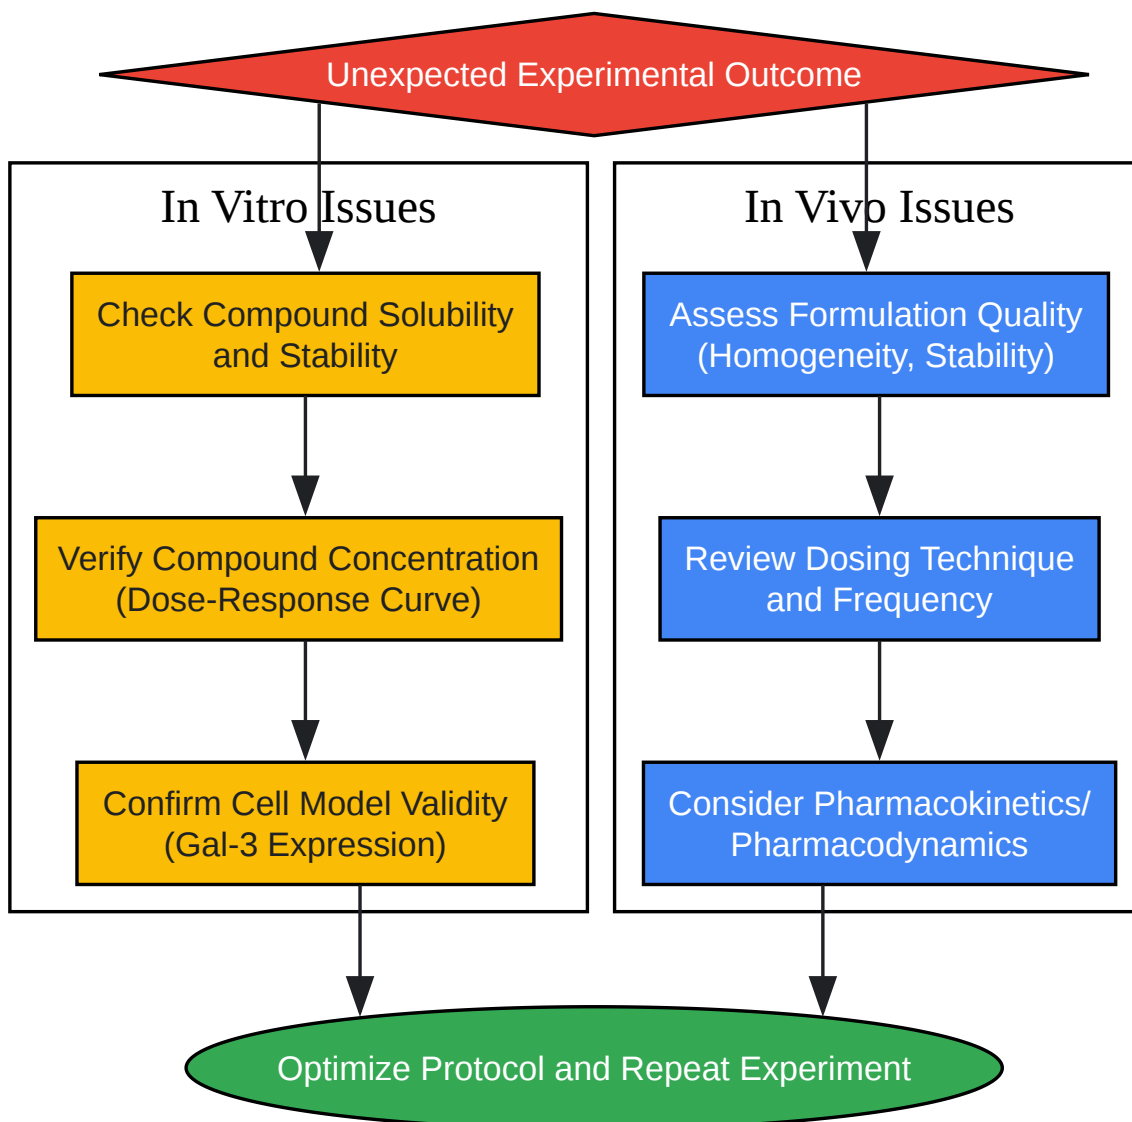 Unexpected Experimental Outcome
In Vitro Issues
Check Compound Solubility
and Stability
Verify Compound Concentration
(Dose-Response Curve)
Confirm Cell Model Validity
(Gal-3 Expression)
In Vivo Issues
Assess Formulation Quality
(Homogeneity, Stability)
Review Dosing Technique
and Frequency
Consider Pharmacokinetics/
Pharmacodynamics
Optimize Protocol and Repeat Experiment